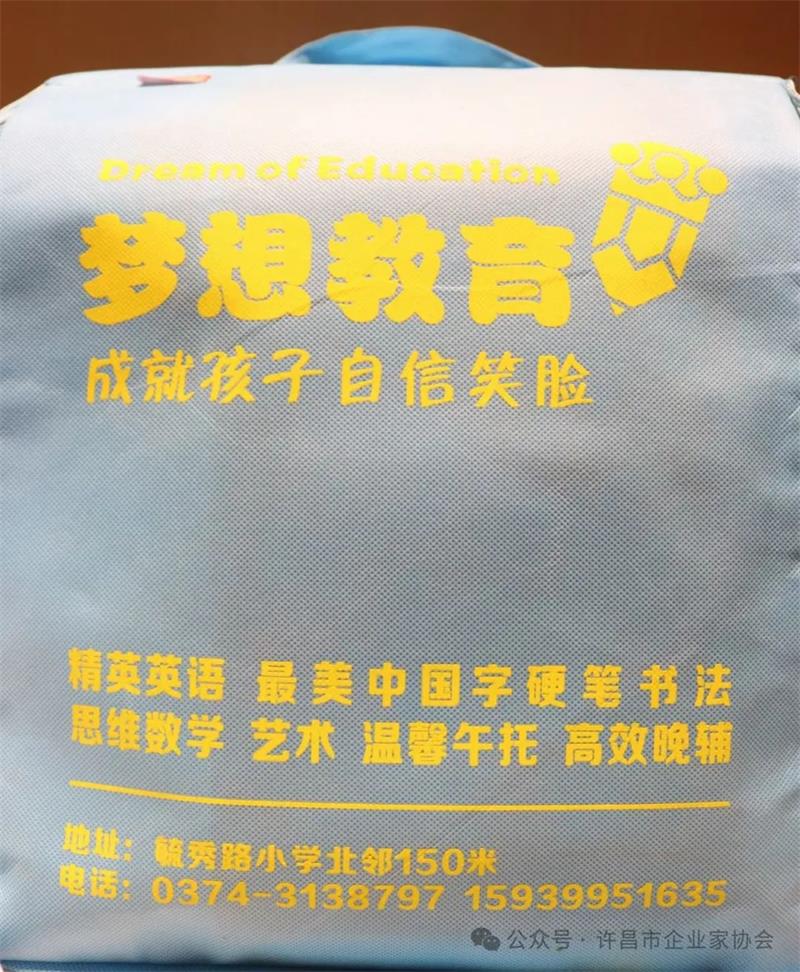 Dream of Education
梦想教育
成就孩子自信笑脸
精英英语 最美中国字硬笔书法
思维数学 艺术 温馨午托 高效晚辅
地址：毓秀路小学北邻150米
电话：0374-3138797 15939951635
公众号·许昌市企业家协会